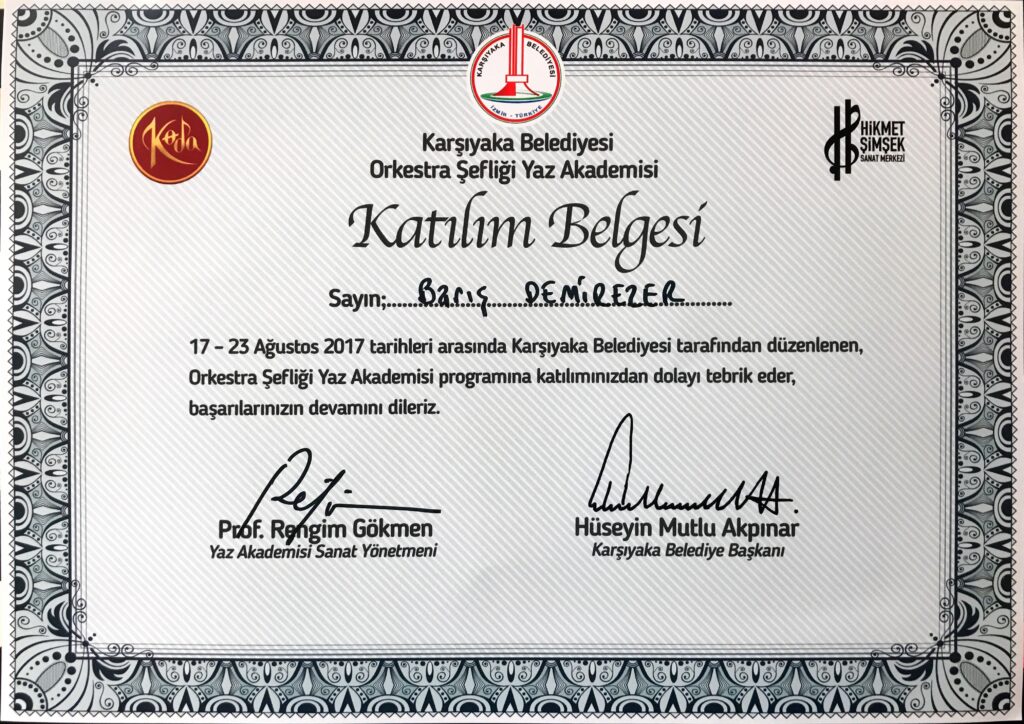 KARŞIYAKA BELEDİYESİ
İZMİR - TÜRKİYE
Koda
HİKMET
ŞİMŞEK
SANAT MERKEZİ
Karşıyaka Belediyesi
Orkestra Şefliği Yaz Akademisi
Katılım Belgesi
Sayın;.....Barış.....DEMİREZER..........
17 – 23 Ağustos 2017 tarihleri arasında Karşıyaka Belediyesi tarafından düzenlenen,
Orkestra Şefliği Yaz Akademisi programına katılımınızdan dolayı tebrik eder,
başarılarınızın devamını dileriz.
Prof. Rengim Gökmen
Yaz Akademisi Sanat Yönetmeni
Hüseyin Mutlu Akpınar
Karşıyaka Belediye Başkanı